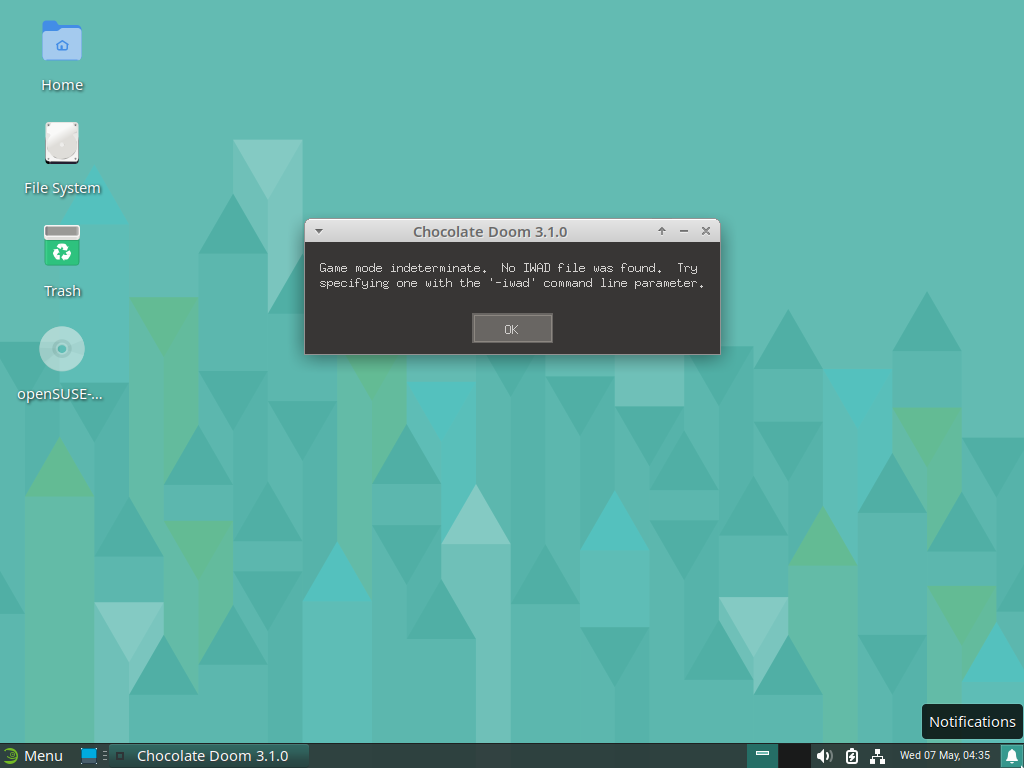 Home
File System
Trash
openSUSE-...
Chocolate Doom 3.1.0
Game mode indeterminate.  No IWAD file was found.  Try
specifying one with the '-iwad' command line parameter.
OK
Notifications
Menu
Chocolate Doom 3.1.0
Wed 07 May, 04:35